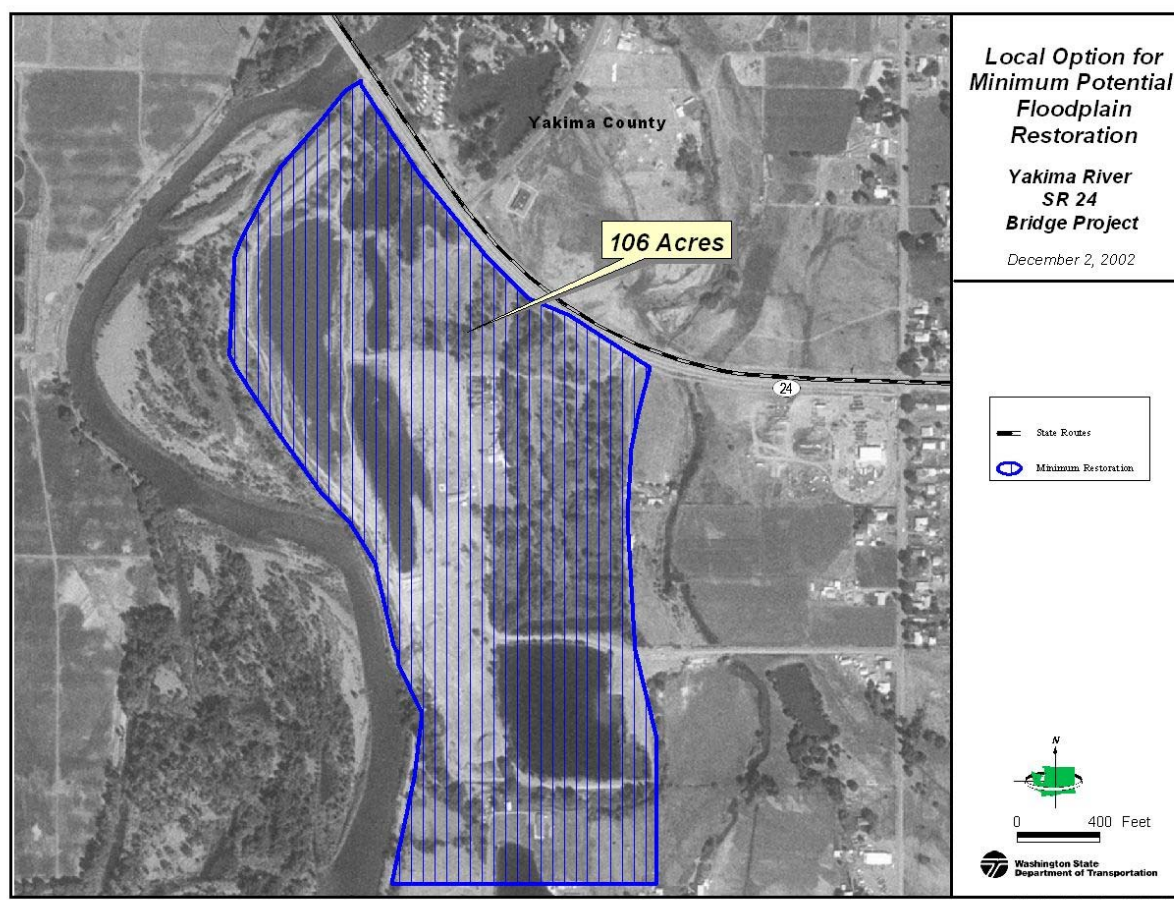 Local Option for
Minimum Potential
Floodplain
Restoration
Yakima River
SR 24
Bridge Project
December 2, 2002
Yakima County
106 Acres
24
State Routes
Minimum Restoration
N
0 400 Feet
Washington State
Department of Transportation